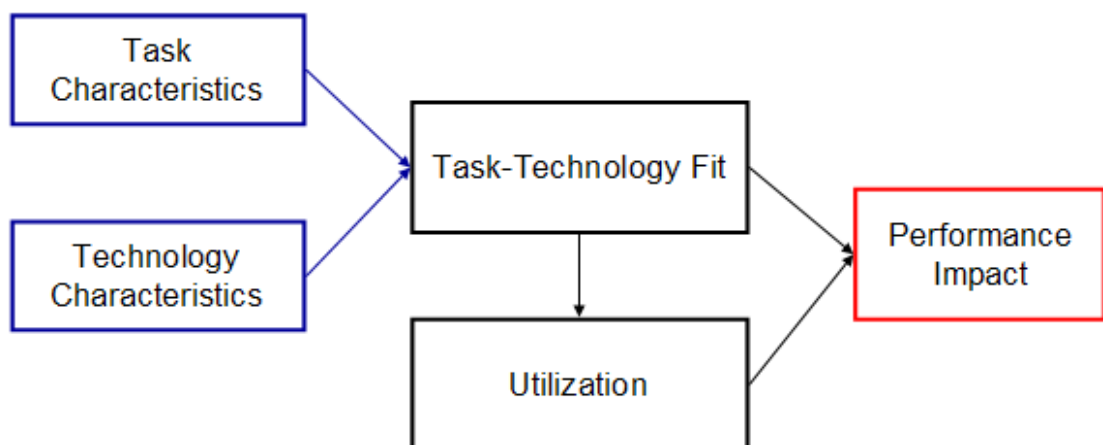 Task
Characteristics
Technology
Characteristics
Task-Technology Fit
Utilization
Performance
Impact